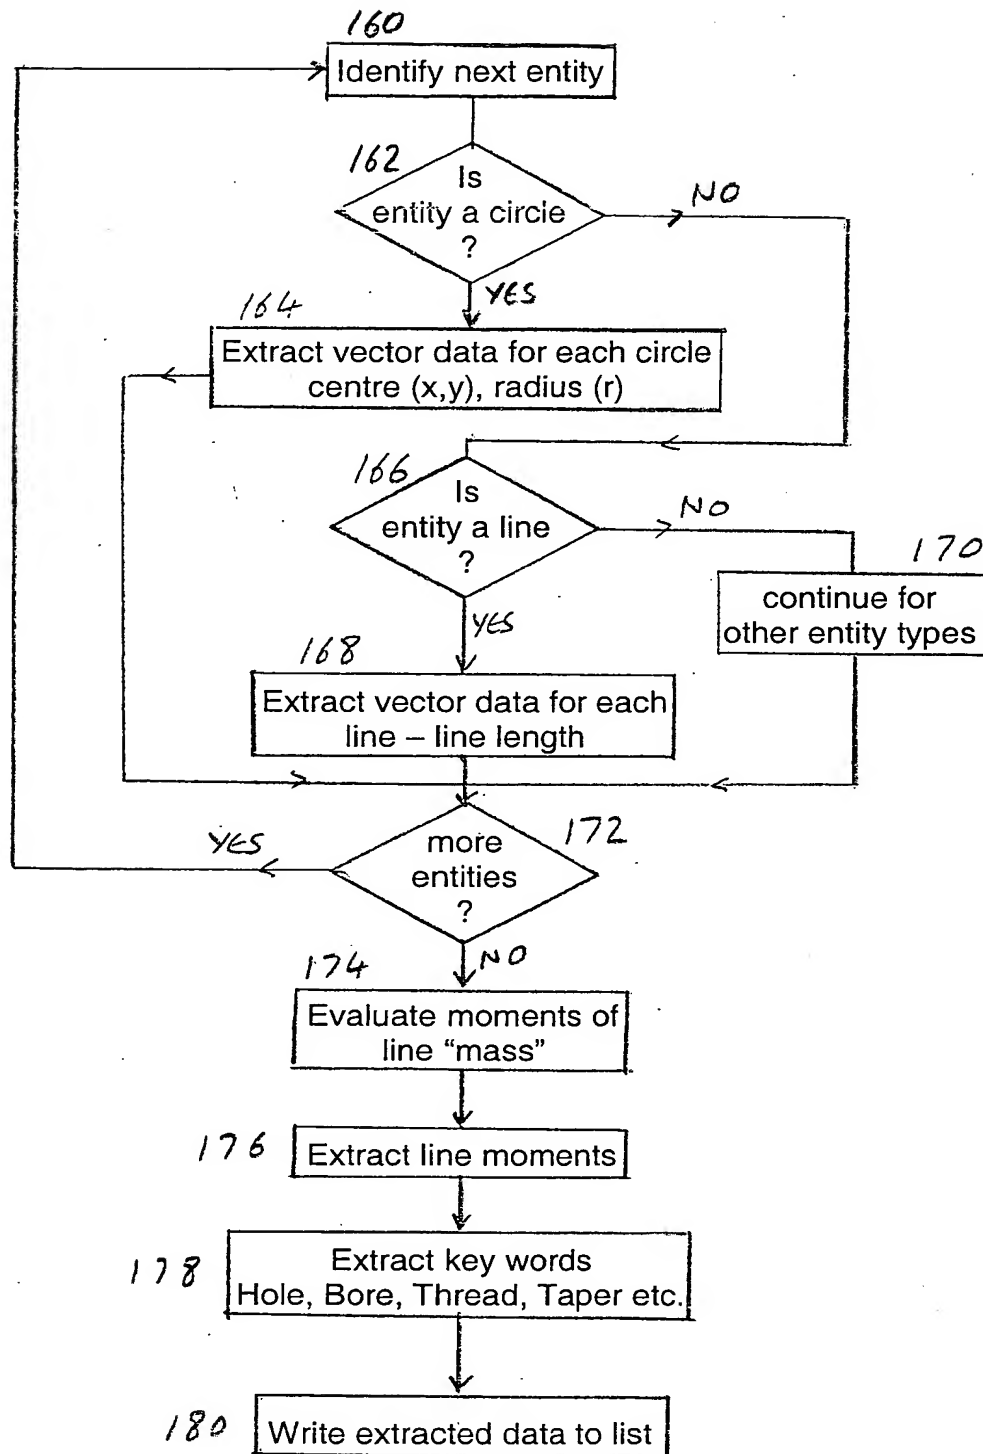 160
Identify next entity
162
Is
entity a circle
?
NO
YES
164
Extract vector data for each circle
centre (x,y), radius (r)
166
Is
entity a line
?
NO
170
continue for
other entity types
YES
168
Extract vector data for each
line – line length
172
more
entities
?
YES
NO
174
Evaluate moments of
line “mass”
176
Extract line moments
178
Extract key words
Hole, Bore, Thread, Taper etc.
180
Write extracted data to list